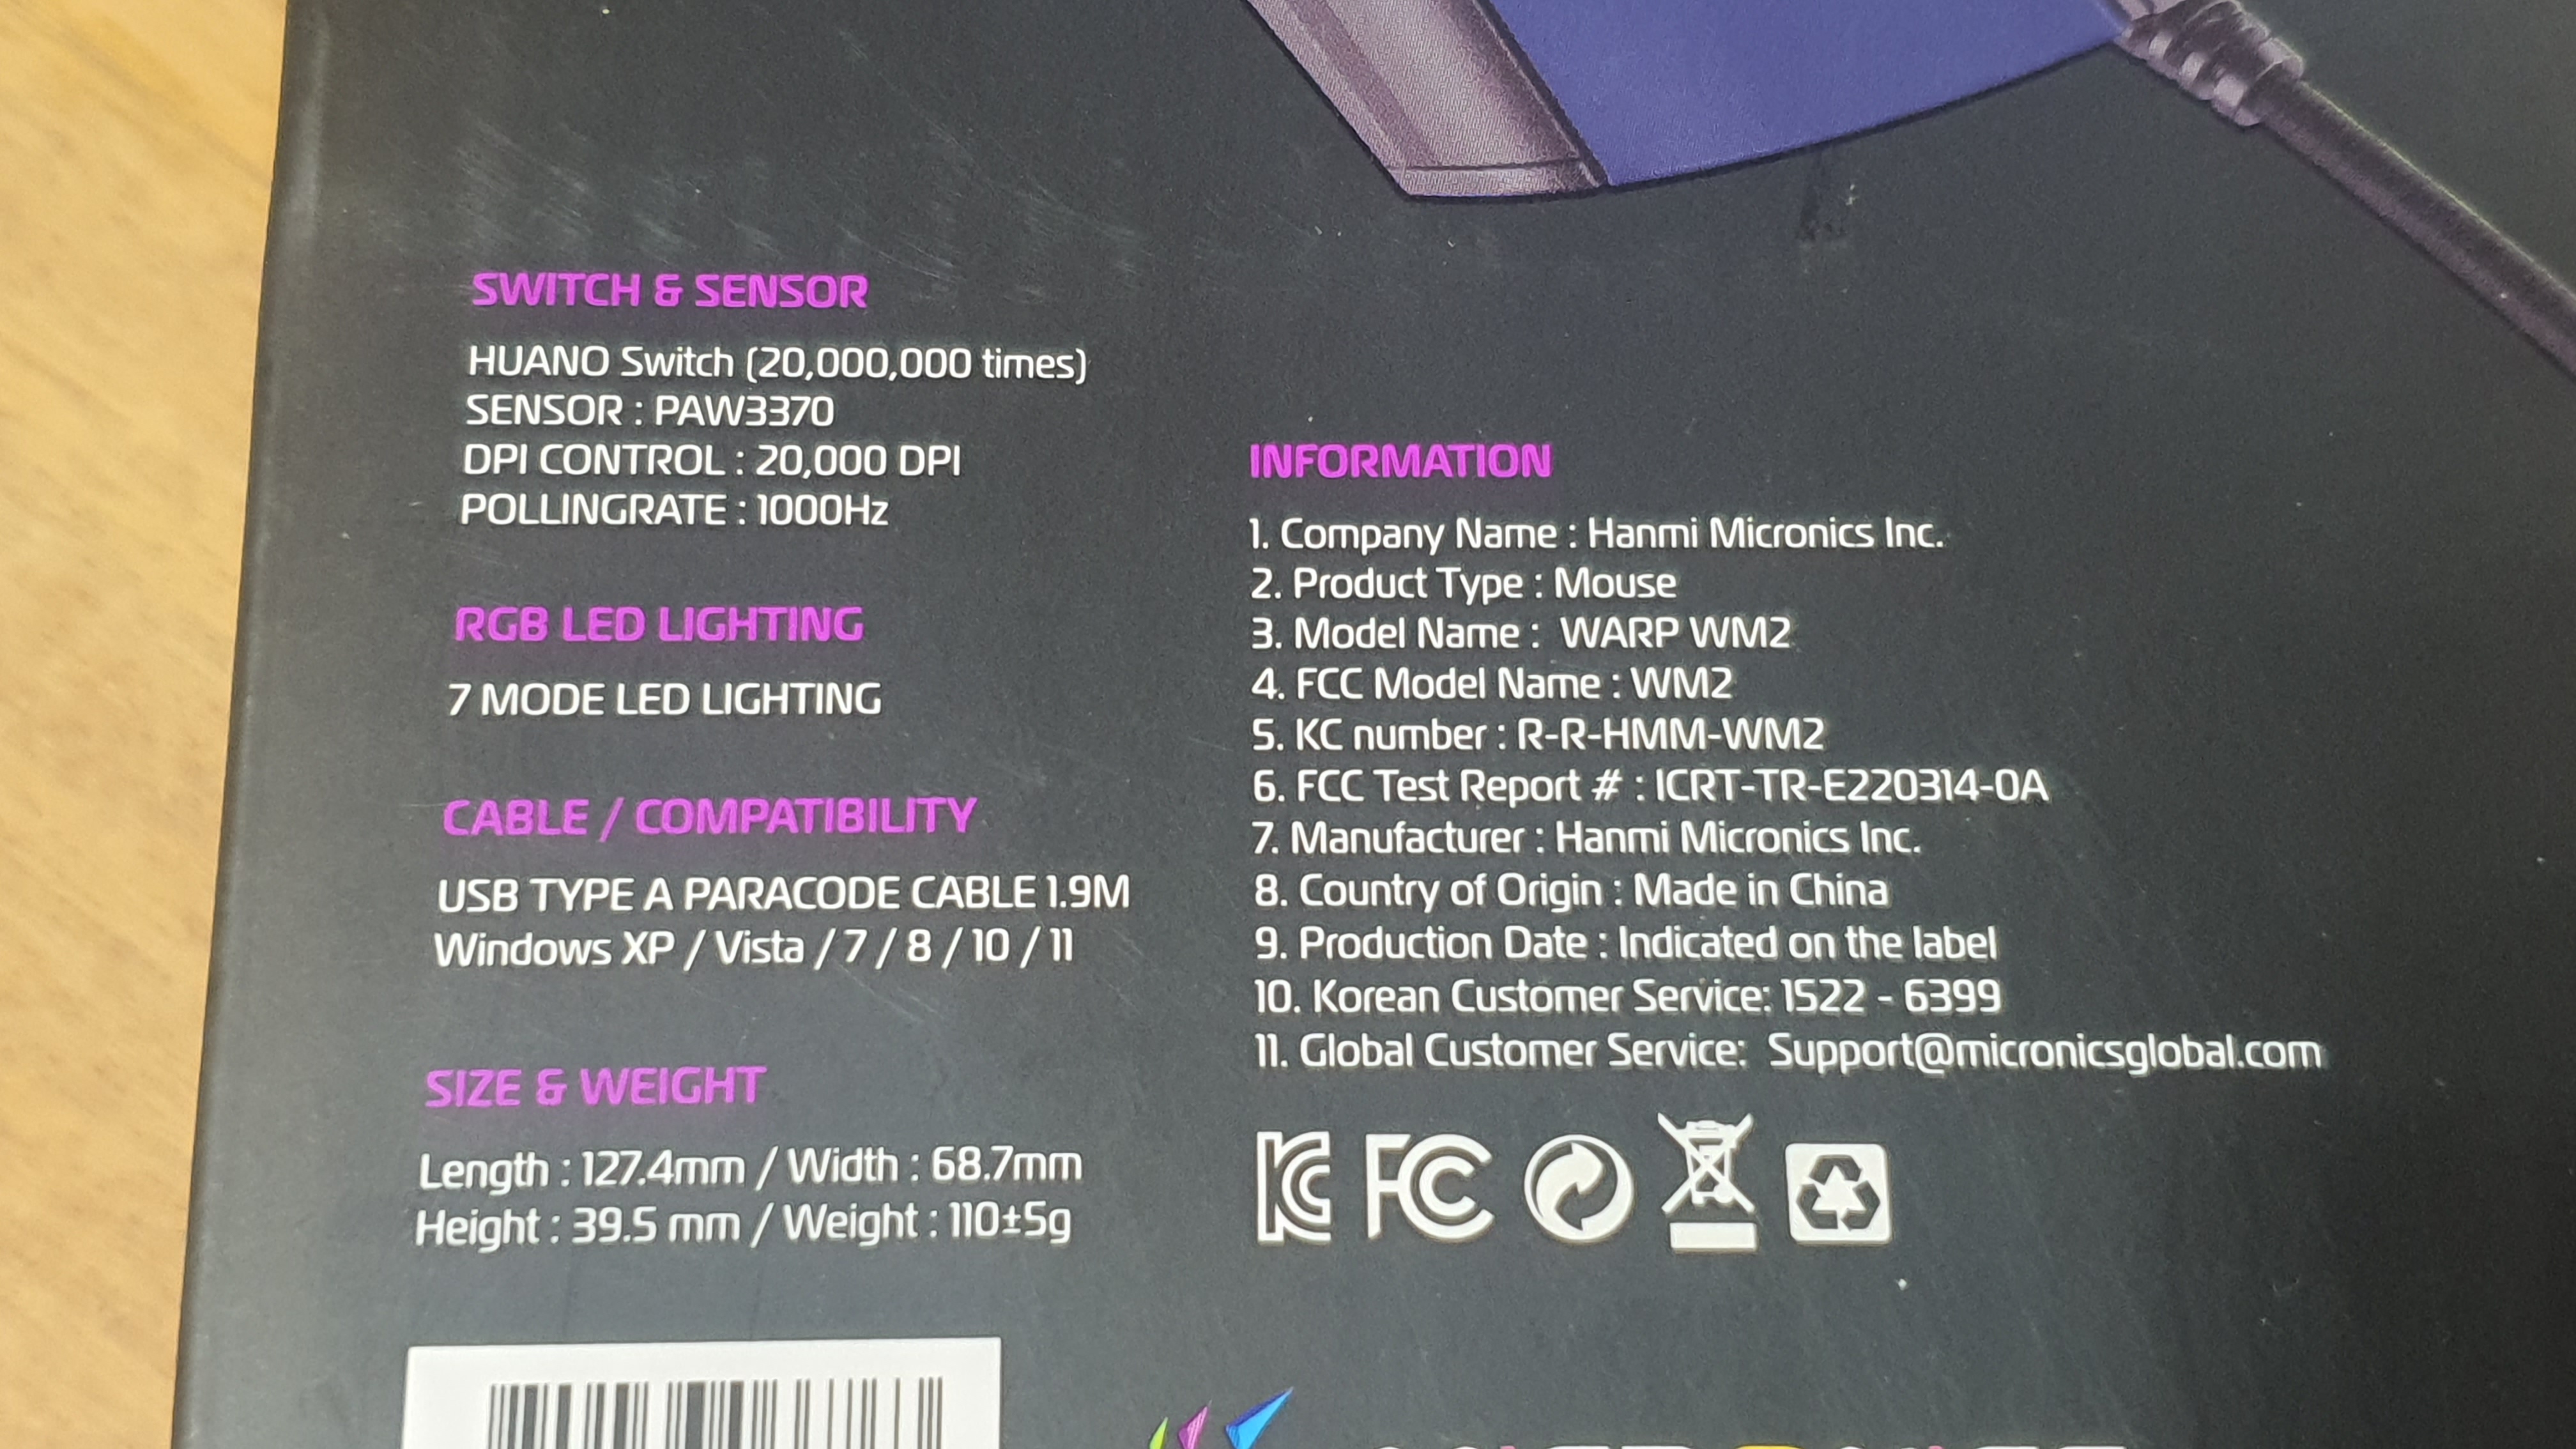 SWITCH & SENSOR
HUANO Switch (20,000,000 times)
SENSOR : PAW3370
DPI CONTROL : 20,000 DPI
POLLINGRATE : 1000Hz
RGB LED LIGHTING
7 MODE LED LIGHTING
CABLE / COMPATIBILITY
USB TYPE A PARACODE CABLE 1.9M
Windows XP / Vista / 7 / 8 / 10 / 11
SIZE & WEIGHT
Length : 127.4mm / Width : 68.7mm
Height : 39.5 mm / Weight : 110±5g
INFORMATION
1. Company Name : Hanmi Micronics Inc.
2. Product Type : Mouse
3. Model Name : WARP WM2
4. FCC Model Name : WM2
5. KC number : R-R-HMM-WM2
6. FCC Test Report # : ICRT-TR-E220314-0A
7. Manufacturer : Hanmi Micronics Inc.
8. Country of Origin : Made in China
9. Production Date : Indicated on the label
10. Korean Customer Service: 1522 - 6399
11. Global Customer Service: Support@micronicsglobal.com
KC FC